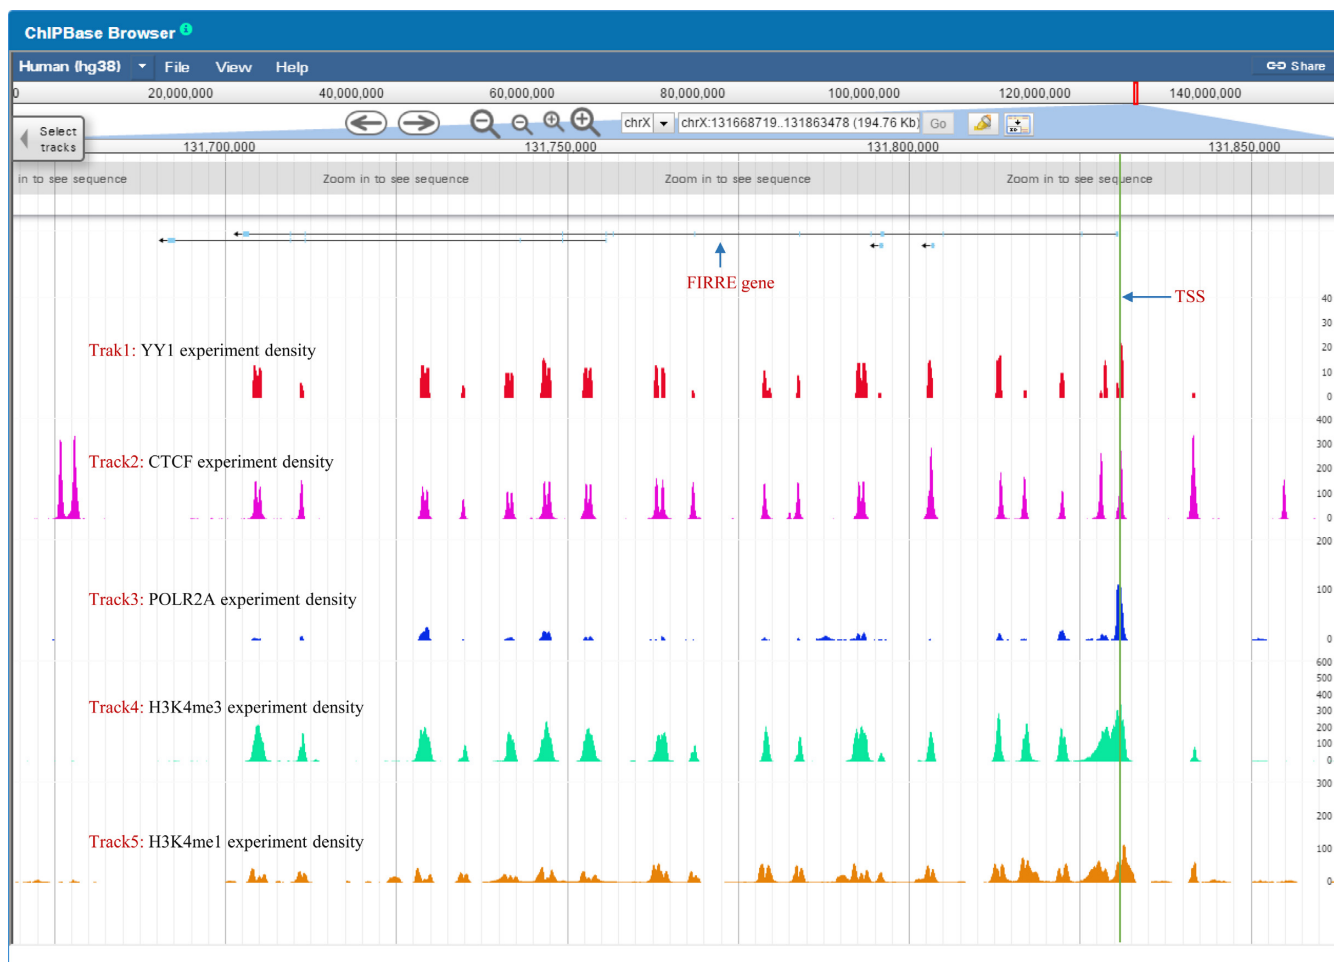 ChIPBase Browser
Human (hg38) File View Help Share
0 20,000,000 40,000,000 60,000,000 80,000,000 100,000,000 120,000,000 140,000,000
Select tracks
chrX chrX:131668719..131863478 (194.76 Kb) Go
131,700,000 131,750,000 131,800,000 131,850,000
in to see sequence Zoom in to see sequence Zoom in to see sequence Zoom in to see sequence
FIRRE gene
TSS
40
30
Trak1: YY1 experiment density
20
10
0
400
300
Track2: CTCF experiment density
200
100
0
200
Track3: POLR2A experiment density
100
0
600
500
400
Track4: H3K4me3 experiment density
300
200
100
0
300
200
Track5: H3K4me1 experiment density
100
0